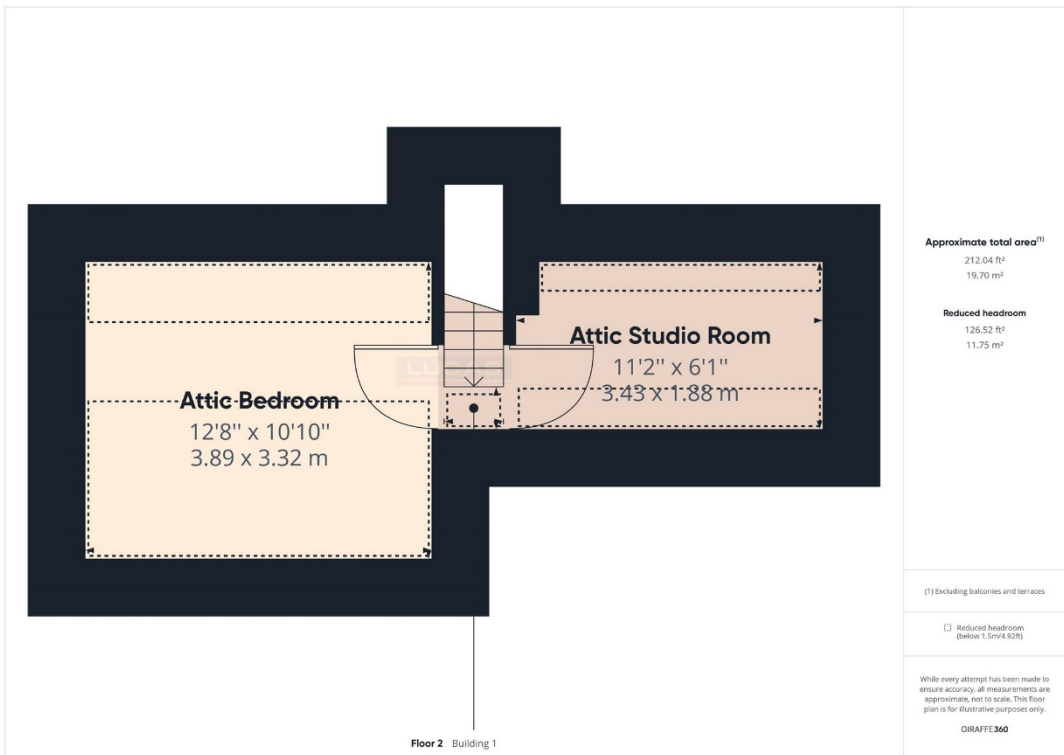 Attic Bedroom
12'8" x 10'10"
3.89 x 3.32 m
Attic Studio Room
11'2" x 6'1"
3.43 x 1.88 m
Floor 2 Building 1
Approximate total area(1)
212.04 ft²
19.70 m²
Reduced headroom
126.52 ft²
11.75 m²
(1) Excluding balconies and terraces
Reduced headroom
(below 1.5m/4.92ft)
While every attempt has been made to
ensure accuracy, all measurements are
approximate, not to scale. This floor
plan is for illustrative purposes only.
GIRAFFE360